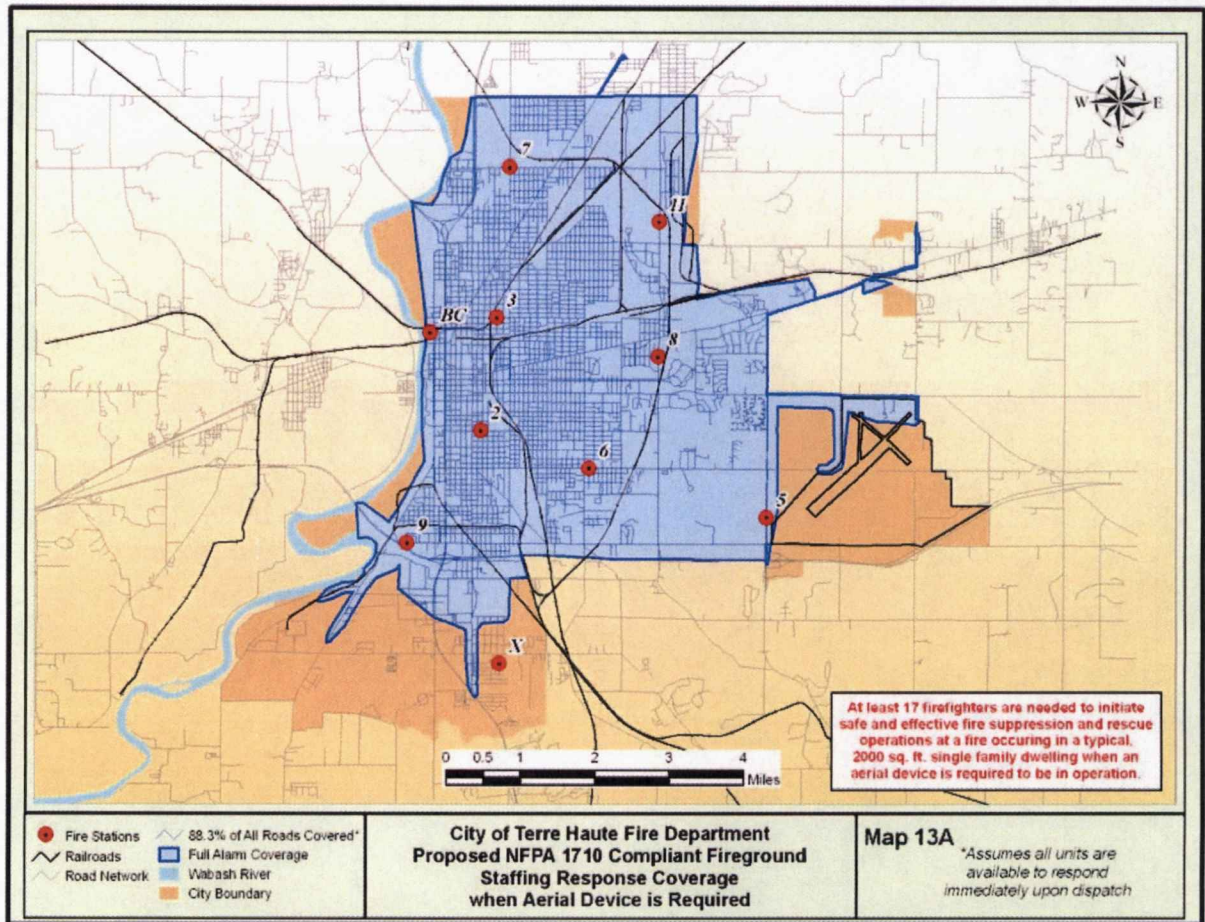 N
W E
S
7
11
3
BC
8
2
6
5
9
X
At least 17 firefighters are needed to initiate
safe and effective fire suppression and rescue
operations at a fire occuring in a typical,
2000 sq. ft. single family dwelling when an
aerial device is required to be in operation.
0 0.5 1 2 3 4
Miles
Fire Stations
Railroads
Road Network
88.3% of All Roads Covered*
Full Alarm Coverage
Wabash River
City Boundary
City of Terre Haute Fire Department
Proposed NFPA 1710 Compliant Fireground
Staffing Response Coverage
when Aerial Device is Required
Map 13A
*Assumes all units are
available to respond
immediately upon dispatch